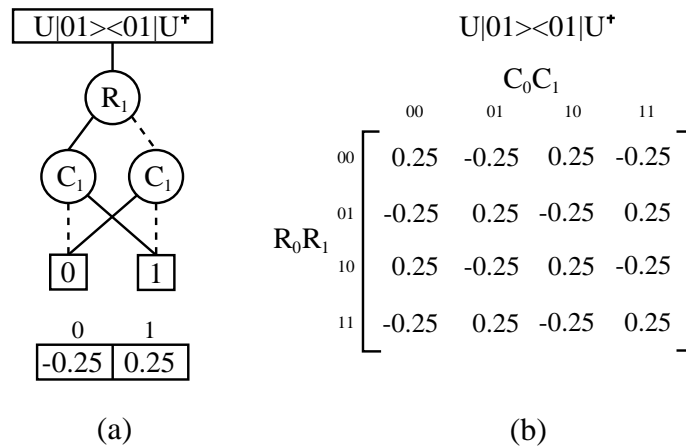 U|01><01|U†
R1
C1 C1
0 1
0 1
-0.25 0.25
(a)
U|01><01|U†
C0C1
00 01 10 11
00 0.25 -0.25 0.25 -0.25
01 -0.25 0.25 -0.25 0.25
R0R1
10 0.25 -0.25 0.25 -0.25
11 -0.25 0.25 -0.25 0.25
(b)